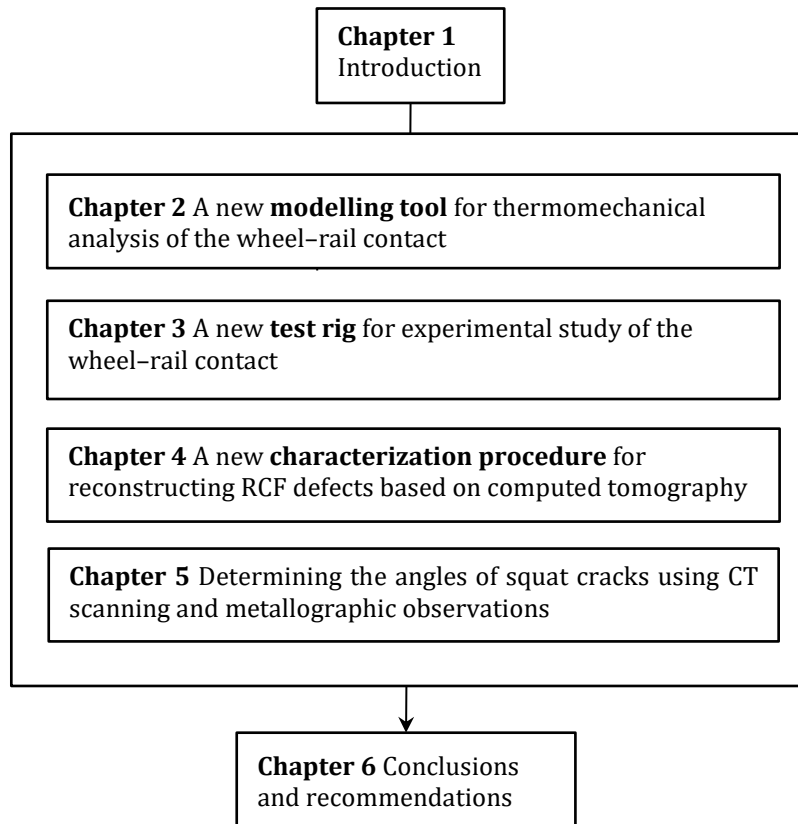 Chapter 1
Introduction
Chapter 2 A new modelling tool for thermomechanical
analysis of the wheel–rail contact
Chapter 3 A new test rig for experimental study of the
wheel–rail contact
Chapter 4 A new characterization procedure for
reconstructing RCF defects based on computed tomography
Chapter 5 Determining the angles of squat cracks using CT
scanning and metallographic observations
Chapter 6 Conclusions
and recommendations